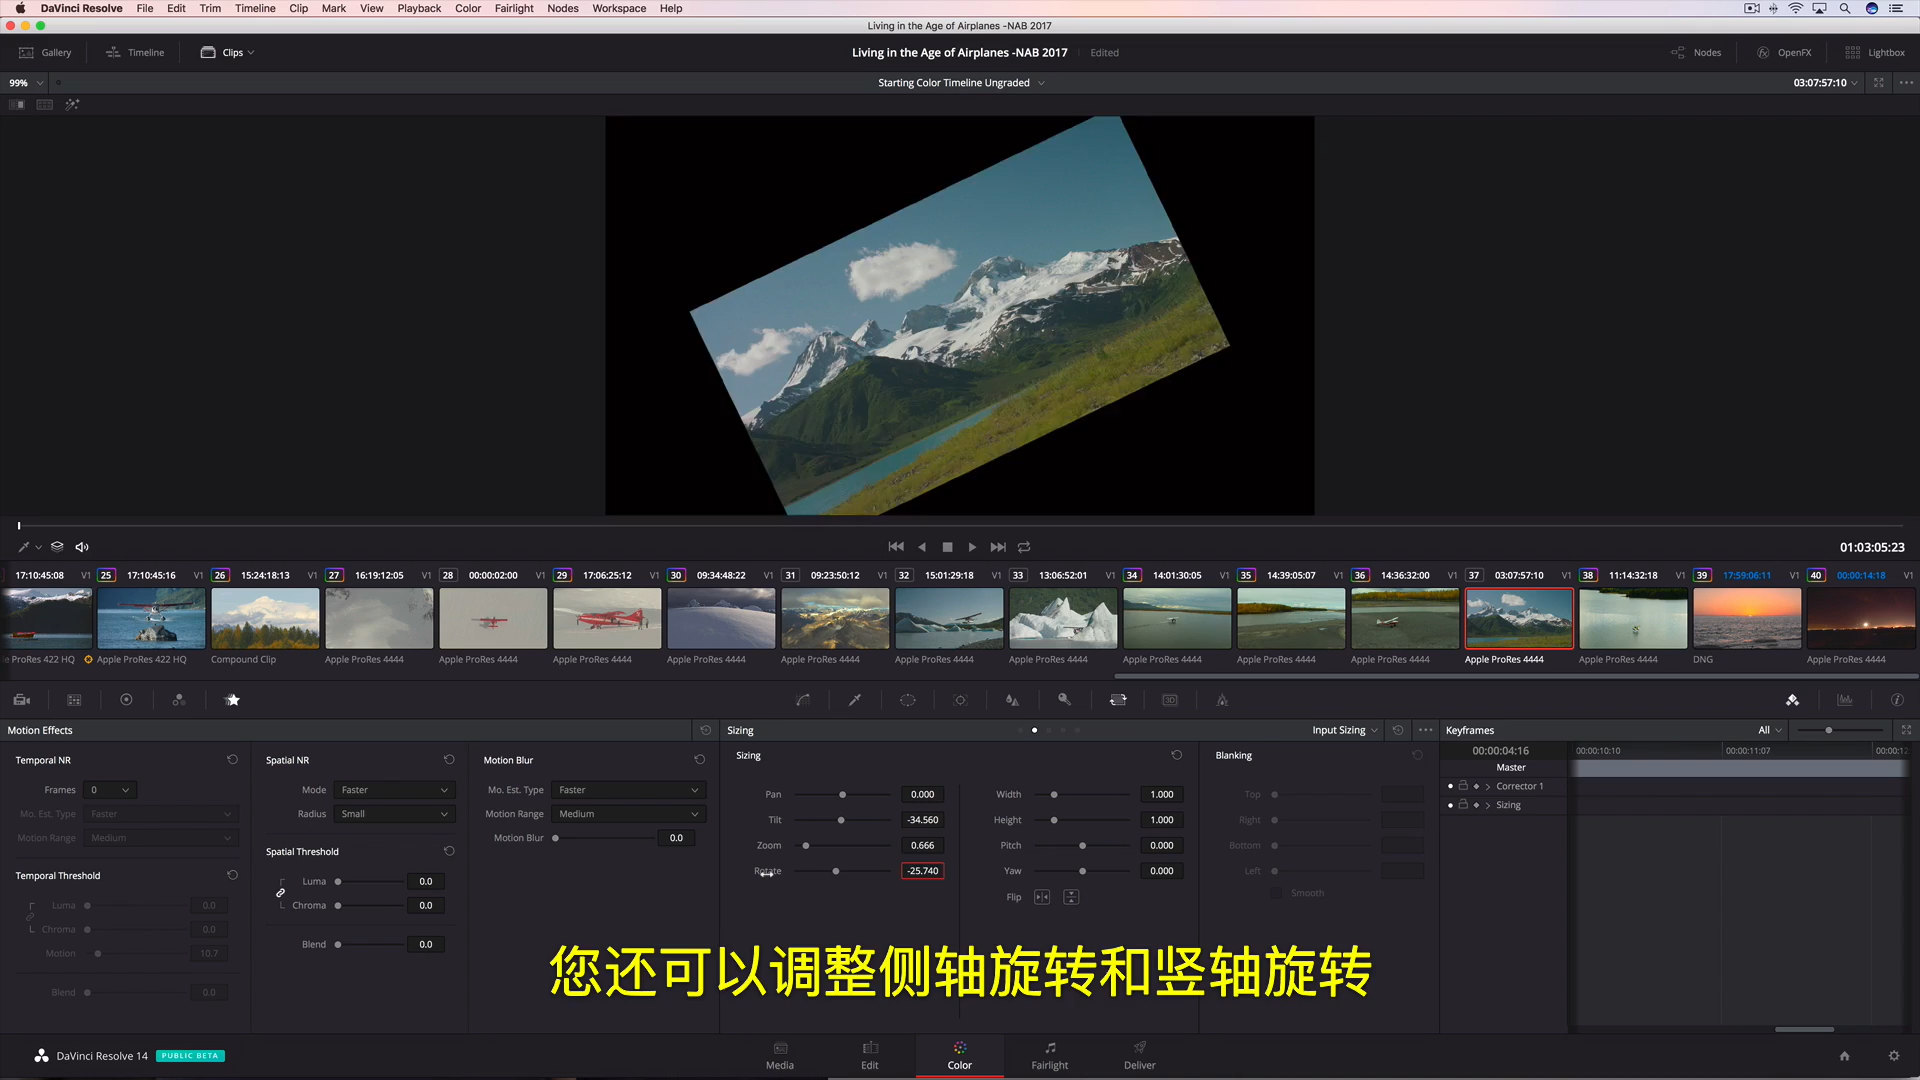 DaVinci Resolve File Edit Trim Timeline Clip Mark View Playback Color Fairlight Nodes Workspace Help
Living in the Age of Airplanes -NAB 2017
Gallery Timeline Clips Living in the Age of Airplanes -NAB 2017 Edited Nodes OpenFX Lightbox
99% Starting Color Timeline Ungraded 03:07:57:10
01:03:05:23
17:10:45:08 V1 25 17:10:45:16 V1 26 15:24:18:13 V1 27 16:19:12:05 V1 28 00:00:02:00 V1 29 17:06:25:12 V1 30 09:34:48:22 V1 31 09:23:50:12 V1 32 15:01:29:18 V1 33 13:06:52:01 V1 34 14:01:30:05 V1 35 14:39:05:07 V1 36 14:36:32:00 V1 37 03:07:57:10 V1 38 11:14:32:18 V1 39 17:59:06:11 V1 40 00:00:14:18 V1
le ProRes 422 HQ Apple ProRes 422 HQ Compound Clip Apple ProRes 4444 Apple ProRes 4444 Apple ProRes 4444 Apple ProRes 4444 Apple ProRes 4444 Apple ProRes 4444 Apple ProRes 4444 Apple ProRes 4444 Apple ProRes 4444 Apple ProRes 4444 Apple ProRes 4444 Apple ProRes 4444 DNG Apple ProRes 4444
3D
Motion Effects
Temporal NR
Frames 0
Mo. Est. Type Faster
Motion Range Medium
Temporal Threshold
Luma 0.0
Chroma 0.0
Motion 10.7
Blend 0.0
Spatial NR
Mode Faster
Radius Small
Spatial Threshold
Luma 0.0
Chroma 0.0
Blend 0.0
Motion Blur
Mo. Est. Type Faster
Motion Range Medium
Motion Blur 0.0
Sizing Input Sizing
Sizing
Pan 0.000
Tilt -34.560
Zoom 0.666
Rotate -25.740
Width 1.000
Height 1.000
Pitch 0.000
Yaw 0.000
Flip
Blanking
Top
Right
Bottom
Left
Smooth
Keyframes All
00:00:04:16 00:00:10:10 00:00:11:07 00:00:12
Master
Corrector 1
Sizing
您还可以调整侧轴旋转和竖轴旋转
DaVinci Resolve 14 PUBLIC BETA Media Edit Color Fairlight Deliver